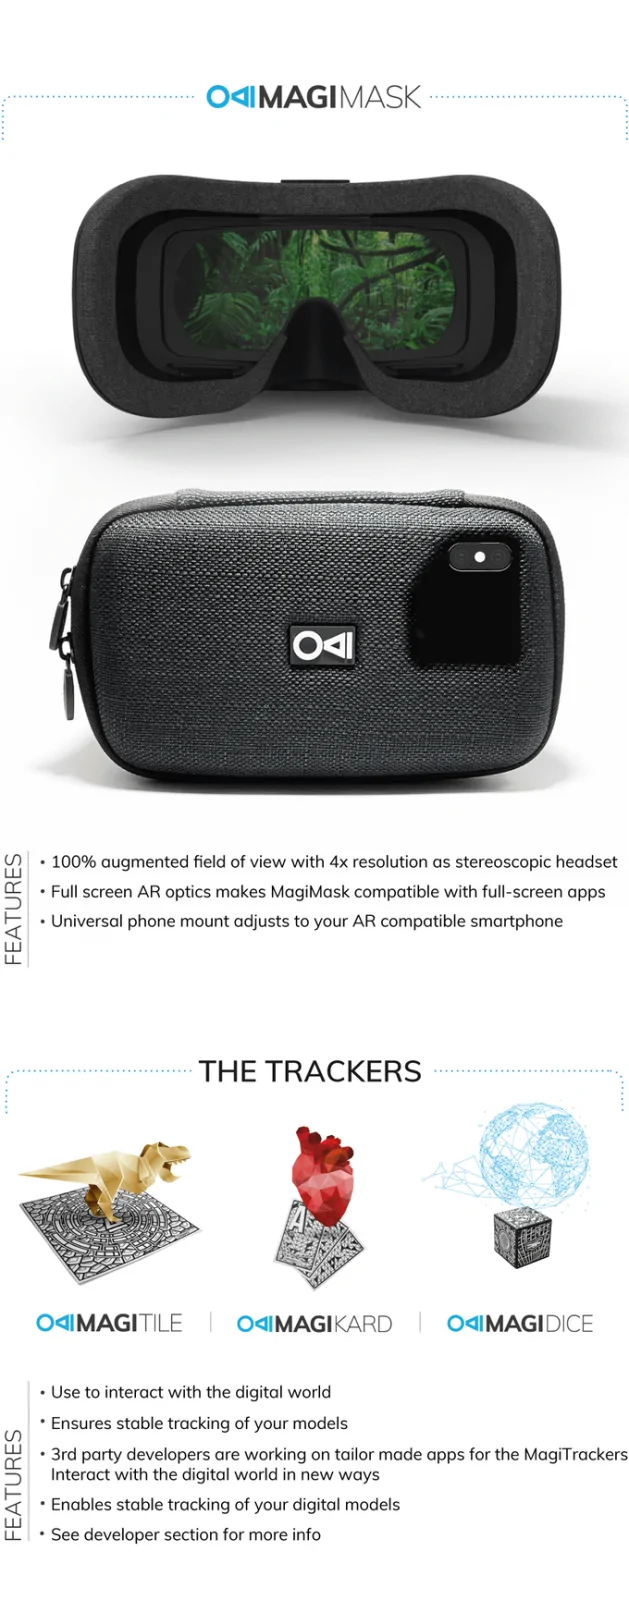 MAGIMASK
FEATURES
• 100% augmented field of view with 4x resolution as stereoscopic headset
• Full screen AR optics makes MagiMask compatible with full-screen apps
• Universal phone mount adjusts to your AR compatible smartphone
THE TRACKERS
A
MAGITILE
MAGIKARD
MAGIDICE
FEATURES
• Use to interact with the digital world
• Ensures stable tracking of your models
• 3rd party developers are working on tailor made apps for the MagiTrackers
Interact with the digital world in new ways
• Enables stable tracking of your digital models
• See developer section for more info